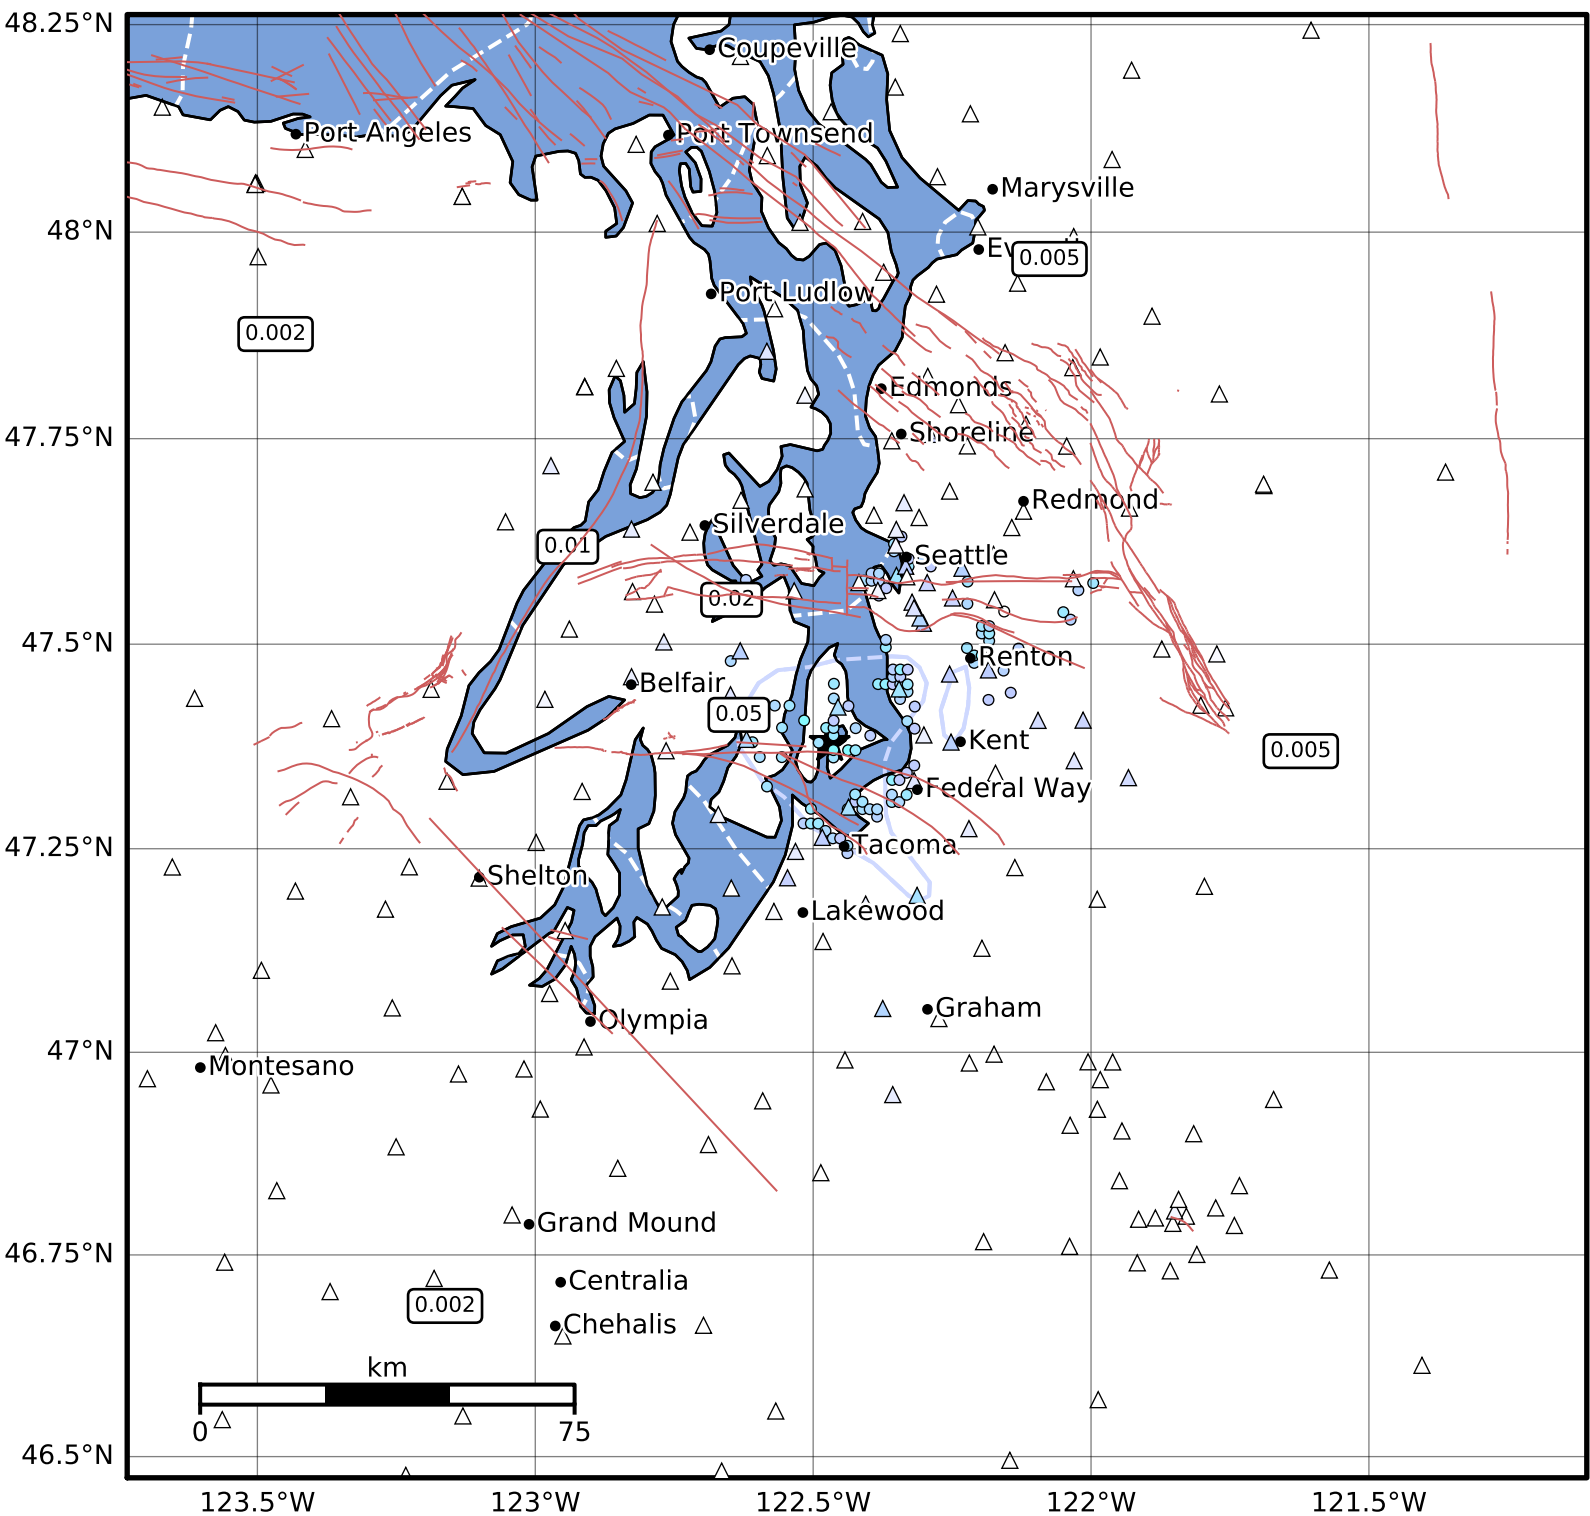 48.25°N
Coupeville
Port Angeles
Port Townsend
Marysville
48°N
0.005
Port Ludlow
0.002
Edmonds
47.75°N
Shoreline
Redmond
Silverdale
0.01
Seattle
0.02
47.5°N
Renton
Belfair
0.05
Kent
0.005
Federal Way
47.25°N
Tacoma
Shelton
Lakewood
Graham
Olympia
47°N
Montesano
Grand Mound
46.75°N
Centralia
0.002
Chehalis
km
0
75
46.5°N
123.5°W
123°W
122.5°W
122°W
121.5°W